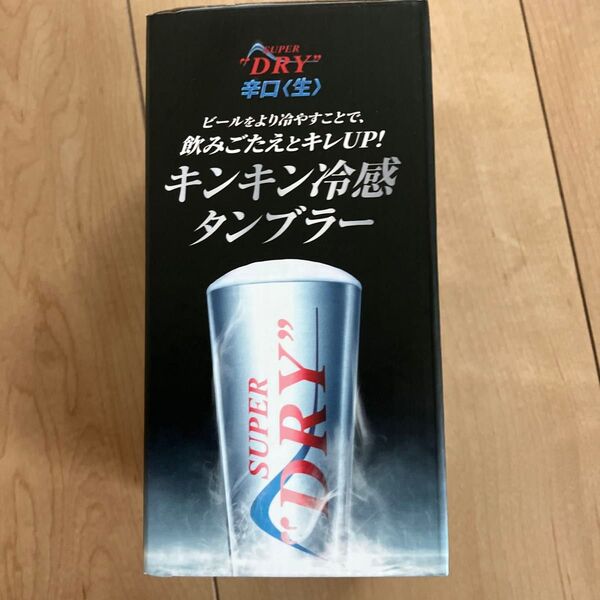 SUPER
"DRY"
辛口〈生〉
ビールをより冷やすことで、
飲みごたえとキレUP!
キンキン冷感
タンブラー
SUPER
"DRY"